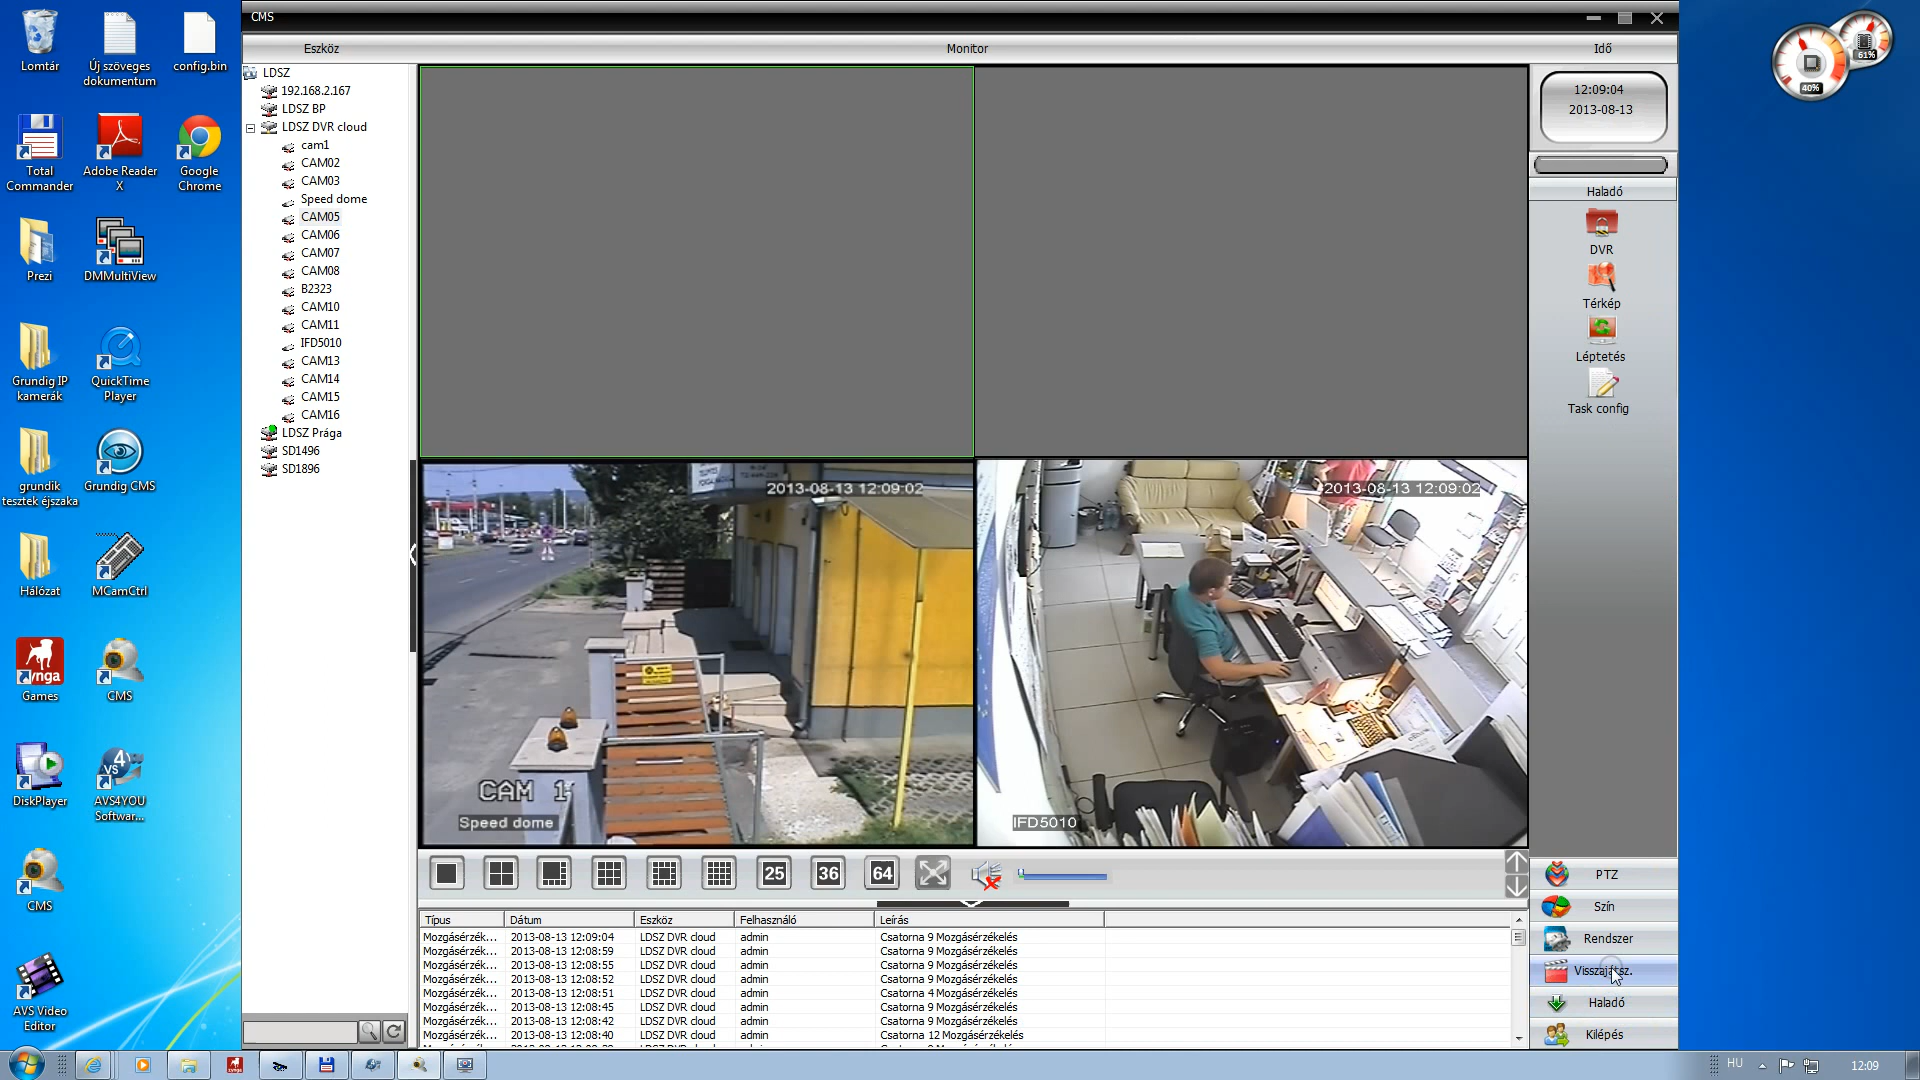 Lomtár
Új szöveges
dokumentum
config.bin
Total
Commander
Adobe Reader
X
Google
Chrome
Prezi
DMMultiView
Grundig IP
kamerák
QuickTime
Player
grundik
tesztek éjszaka
Grundig CMS
Hálózat
MCamCtrl
Games
CMS
DiskPlayer
AVS4YOU
Softwar...
CMS
AVS Video
Editor
CMS
Eszköz
Monitor
Idő
LDSZ
192.168.2.167
LDSZ BP
LDSZ DVR cloud
cam1
CAM02
CAM03
Speed dome
CAM05
CAM06
CAM07
CAM08
B2323
CAM10
CAM11
IFD5010
CAM13
CAM14
CAM15
CAM16
LDSZ Prága
SD1496
SD1896
2013-08-13 12:09:02
CAM 1
Speed dome
2013-08-13 12:09:02
IFD5010
12:09:04
2013-08-13
Haladó
DVR
Térkép
Léptetés
Task config
25
36
64
Típus Dátum Eszköz Felhasználó Leírás
Mozgásérzék... 2013-08-13 12:09:04 LDSZ DVR cloud admin Csatorna 9 Mozgásérzékelés
Mozgásérzék... 2013-08-13 12:08:59 LDSZ DVR cloud admin Csatorna 9 Mozgásérzékelés
Mozgásérzék... 2013-08-13 12:08:55 LDSZ DVR cloud admin Csatorna 9 Mozgásérzékelés
Mozgásérzék... 2013-08-13 12:08:52 LDSZ DVR cloud admin Csatorna 9 Mozgásérzékelés
Mozgásérzék... 2013-08-13 12:08:51 LDSZ DVR cloud admin Csatorna 4 Mozgásérzékelés
Mozgásérzék... 2013-08-13 12:08:45 LDSZ DVR cloud admin Csatorna 9 Mozgásérzékelés
Mozgásérzék... 2013-08-13 12:08:42 LDSZ DVR cloud admin Csatorna 9 Mozgásérzékelés
Mozgásérzék... 2013-08-13 12:08:40 LDSZ DVR cloud admin Csatorna 12 Mozgásérzékelés
PTZ
Szín
Rendszer
Visszajátsz.
Haladó
Kilépés
40%
61%
HU
12:09